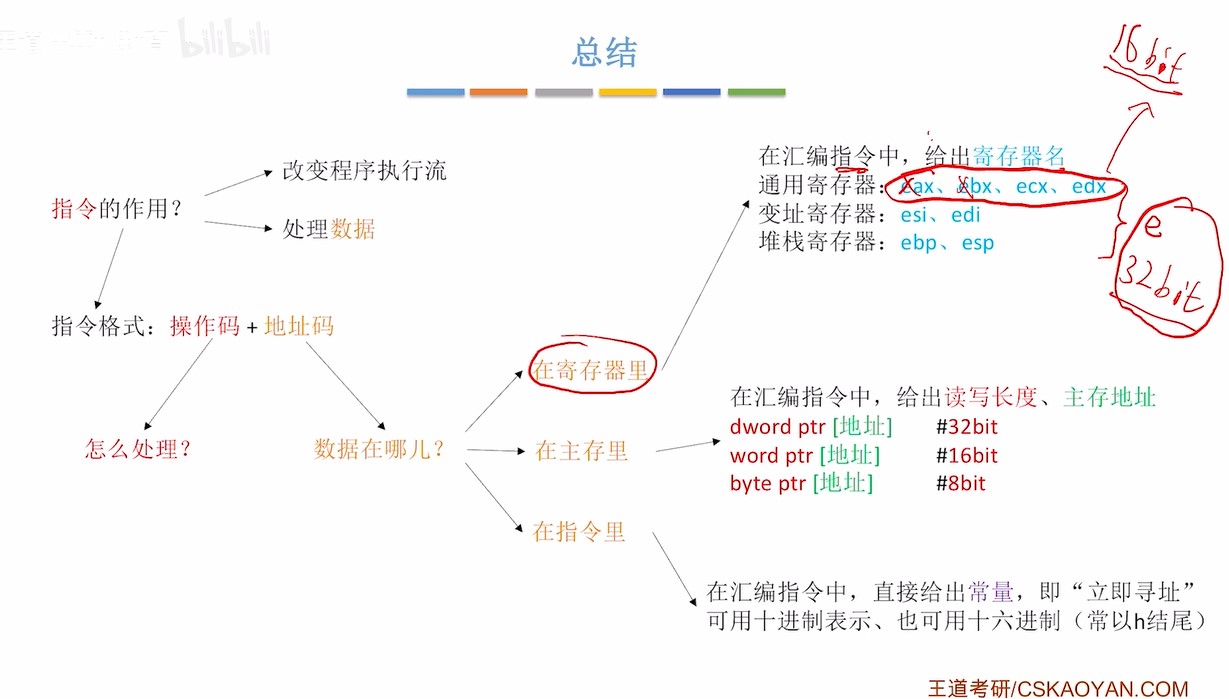 bilibili
总结
16bit
在汇编指令中，给出寄存器名
通用寄存器：eax、ebx、ecx、edx
变址寄存器：esi、edi
堆栈寄存器：ebp、esp
e
32bit
改变程序执行流
指令的作用？
处理数据
指令格式：操作码 + 地址码
怎么处理？
数据在哪儿？
在寄存器里
在主存里
在指令里
在汇编指令中，给出读写长度、主存地址
dword ptr [地址] #32bit
word ptr [地址] #16bit
byte ptr [地址] #8bit
在汇编指令中，直接给出常量，即“立即寻址”
可用十进制表示、也可用十六进制（常以h结尾）
王道考研/CSKAOYAN.COM